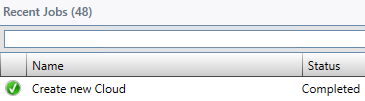 Recent Jobs (48)
Name Status
Create new Cloud Completed